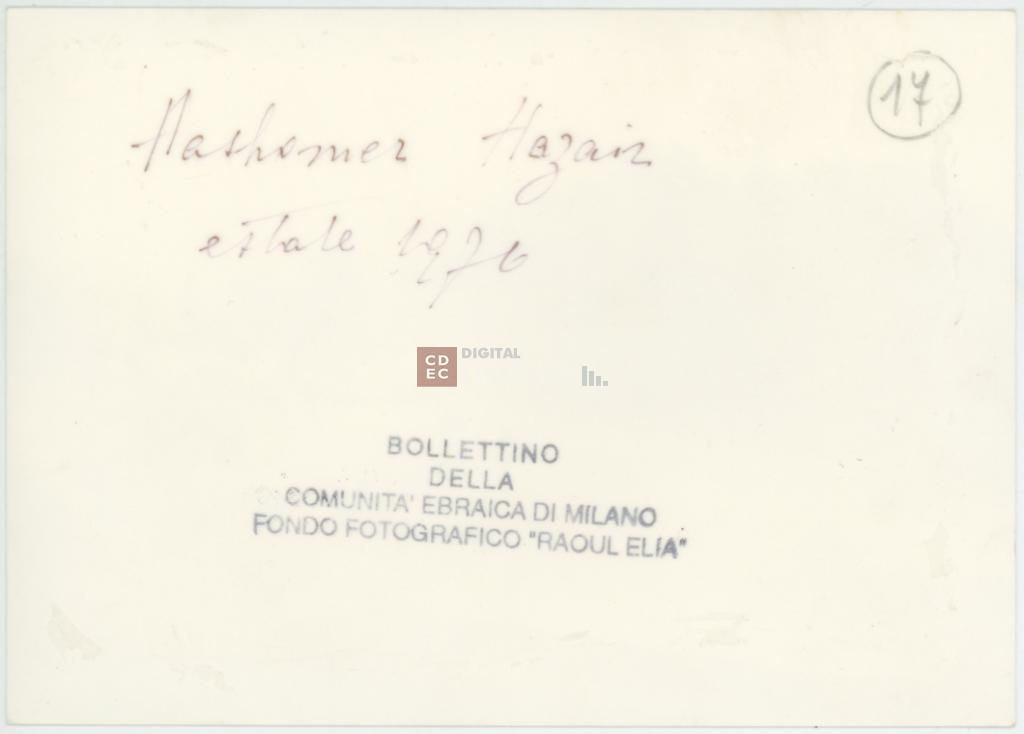 17
Hashomer Hazair
estate 1976
CD
EC
DIGITAL
BOLLETTINO
DELLA
COMUNITA' EBRAICA DI MILANO
FONDO FOTOGRAFICO "RAOUL ELIA"